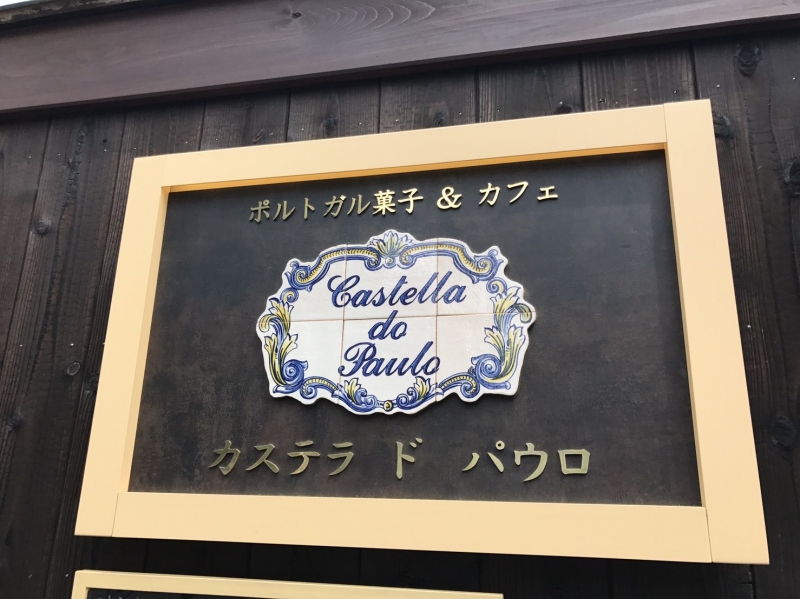 ポルトガル菓子 & カフェ
Castella
do
Paulo
カステラ ド パウロ